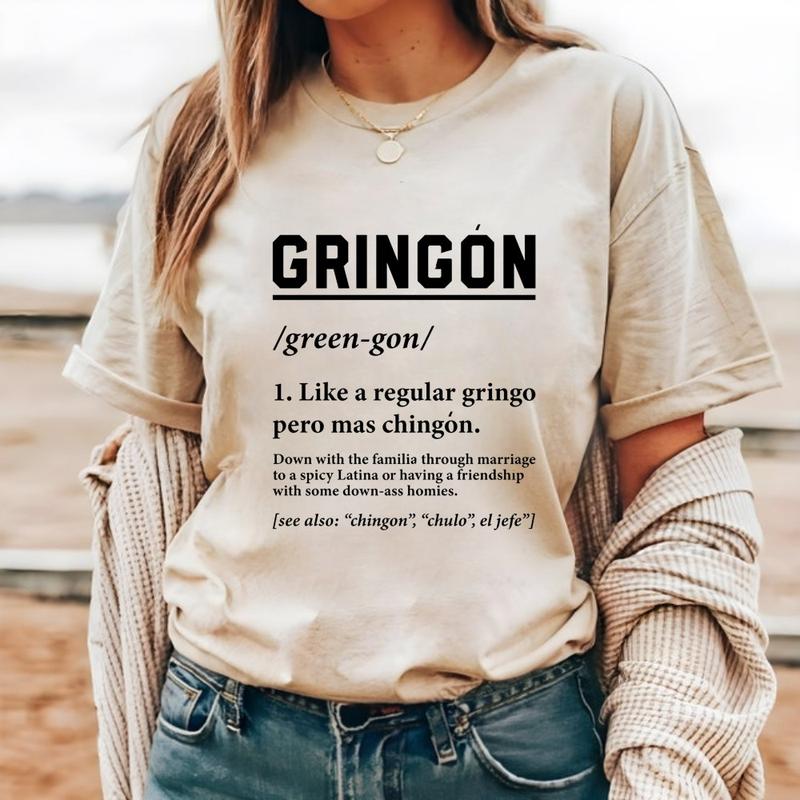 GRINGÓN
/green-gon/
1. Like a regular gringo
pero mas chingón.
Down with the familia through marriage
to a spicy Latina or having a friendship
with some down-ass homies.
[see also: “chingon”, “chulo”, el jefe”]